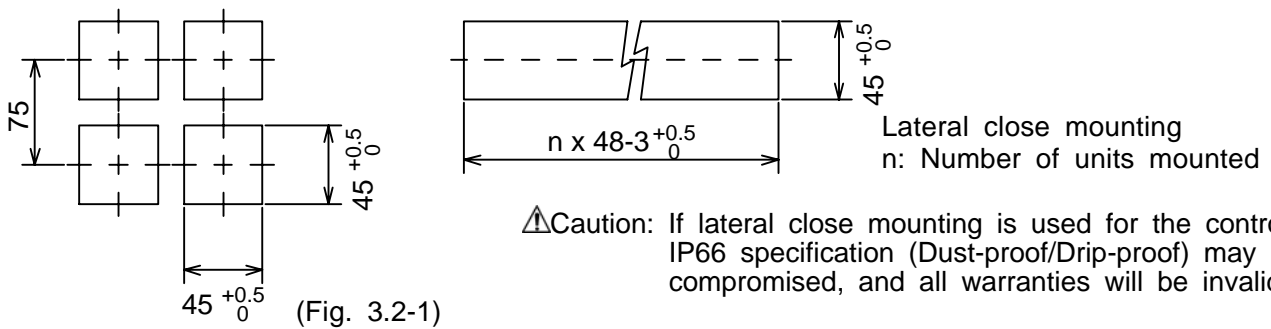 75
45 +0.5 0
45 +0.5 0
(Fig. 3.2-1)
n x 48-3 +0.5 0
45 +0.5 0
Lateral close mounting
n: Number of units mounted
⚠Caution: If lateral close mounting is used for the contro
IP66 specification (Dust-proof/Drip-proof) may
compromised, and all warranties will be invalid